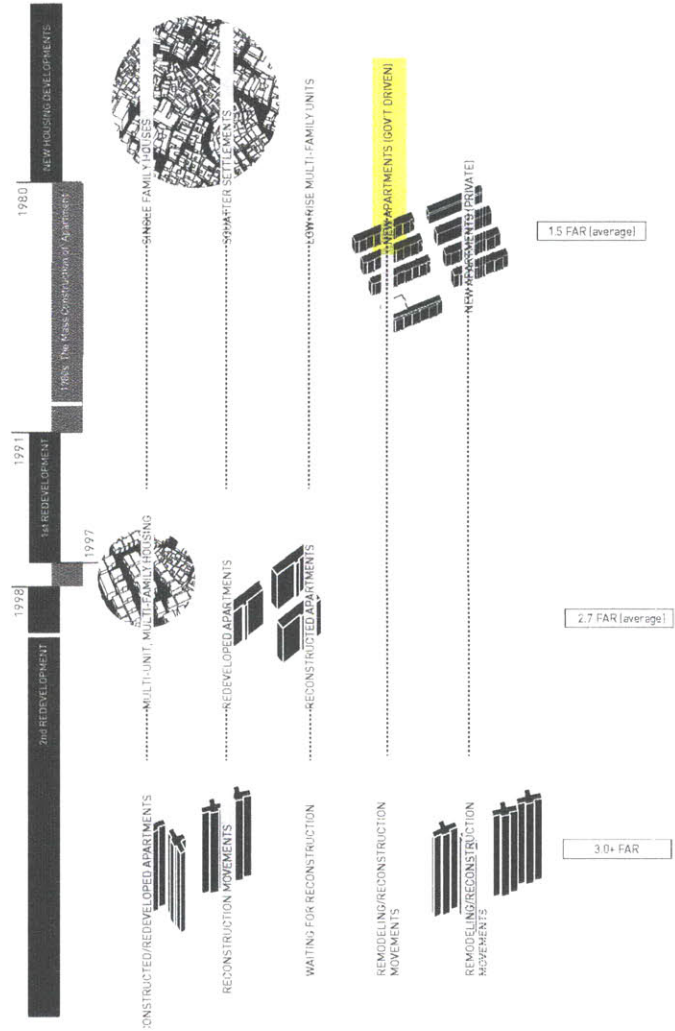 NEW HOUSING DEVELOPMENTS
1980
1980s: The Mass Construction of 'Apartment'
1991
1st REDEVELOPMENT
1997
1998
2nd REDEVELOPMENT
SINGLE FAMILY HOUSES
MULTI-UNIT, MULTI-FAMILY HOUSING
CONSTRUCTED/REDEVELOPED APARTMENTS
SQUATTER SETTLEMENTS
REDEVELOPED APARTMENTS
RECONSTRUCTION MOVEMENTS
LOW-RISE MULTI-FAMILY UNITS
RECONSTRUCTED APARTMENTS
WAITING FOR RECONSTRUCTION
NEW APARTMENTS (GOV'T DRIVEN)
REMODELING/RECONSTRUCTION
MOVEMENTS
NEW APARTMENTS (PRIVATE)
REMODELING/RECONSTRUCTION
MOVEMENTS
1.5 FAR (average)
2.7 FAR (average)
3.0+ FAR